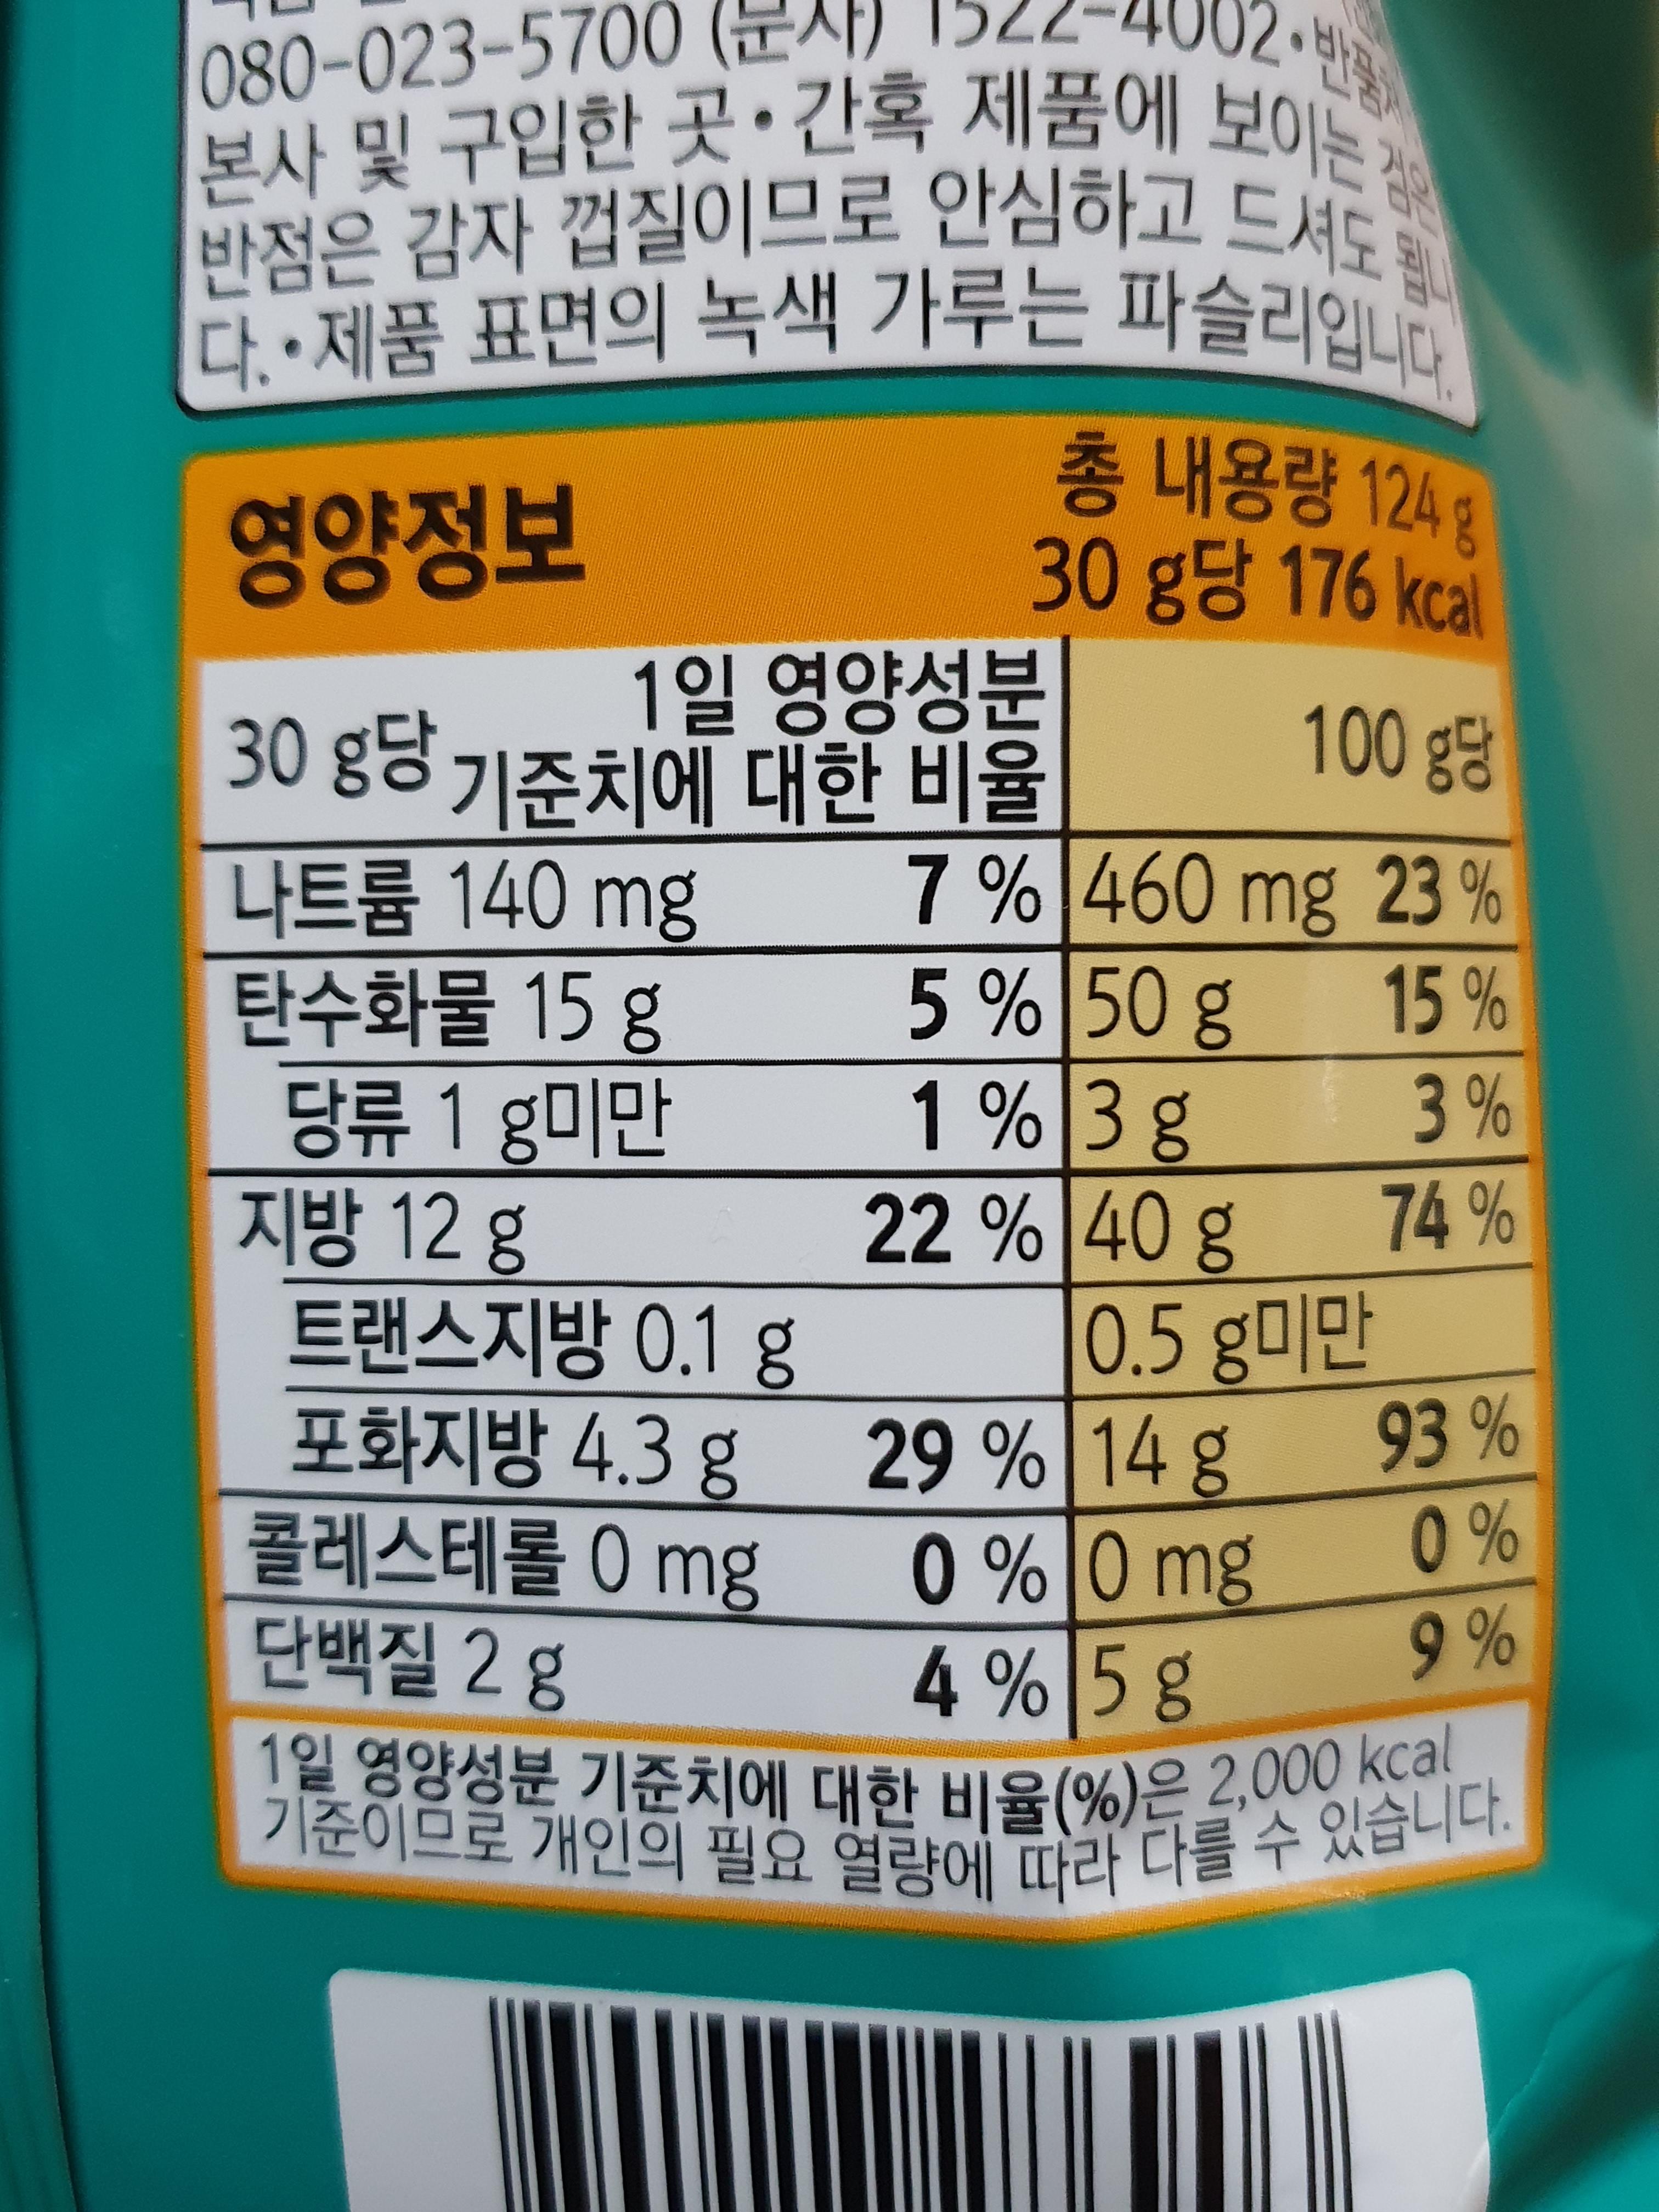 080-023-5700 (문자) 1522-4002•반품처
본사 및 구입한 곳•간혹 제품에 보이는 검은
반점은 감자 껍질이므로 안심하고 드셔도 됩니
다.•제품 표면의 녹색 가루는 파슬리입니다.
영양정보
총 내용량 124 g
30 g당 176 kcal
30 g당 1일 영양성분 기준치에 대한 비율 100 g당
나트륨 140 mg 7 % 460 mg 23 %
탄수화물 15 g 5 % 50 g 15 %
당류 1 g미만 1 % 3 g 3 %
지방 12 g 22 % 40 g 74 %
트랜스지방 0.1 g 0.5 g미만
포화지방 4.3 g 29 % 14 g 93 %
콜레스테롤 0 mg 0 % 0 mg 0 %
단백질 2 g 4 % 5 g 9 %
1일 영양성분 기준치에 대한 비율(%)은 2,000 kcal
기준이므로 개인의 필요 열량에 따라 다를 수 있습니다.